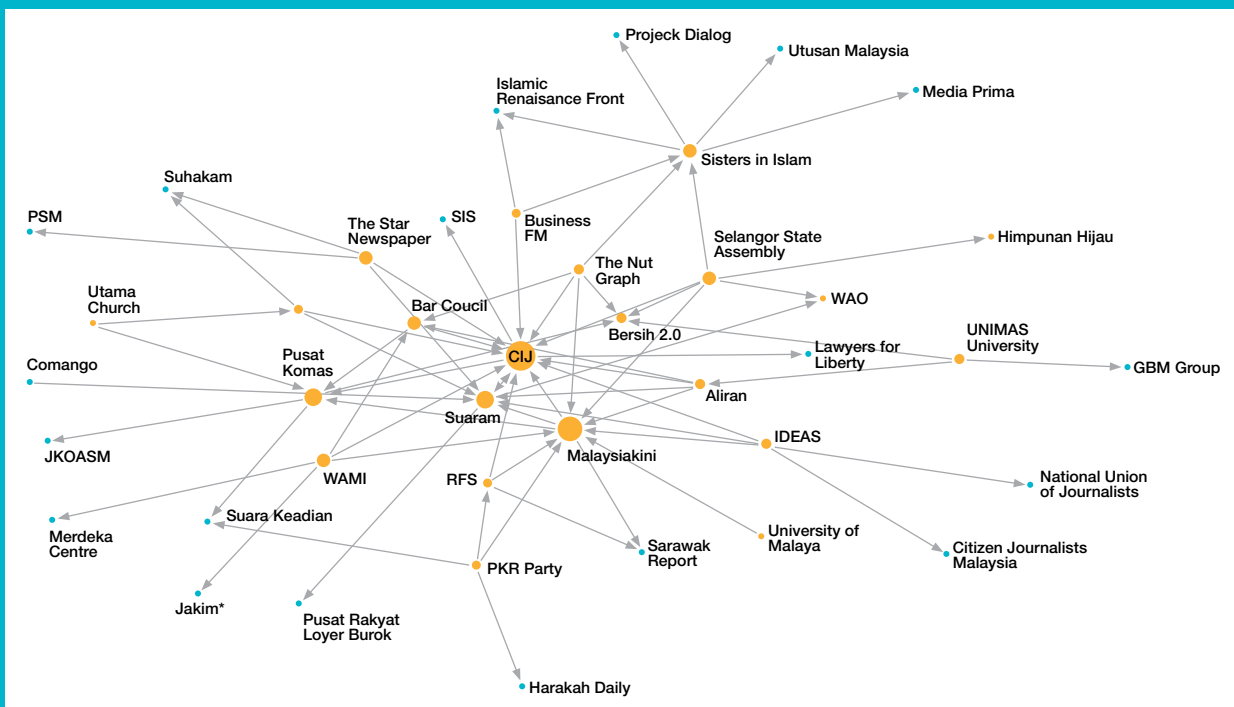 Projeck Dialog
Utusan Malaysia
Islamic
Renaisance Front
Media Prima
Sisters in Islam
Suhakam
PSM
The Star
Newspaper
SIS
Business
FM
Selangor State
Assembly
Himpunan Hijau
The Nut
Graph
Utama
Church
Bar Coucil
WAO
Bersih 2.0
UNIMAS
University
Comango
Pusat
Komas
CIJ
Lawyers for
Liberty
GBM Group
Aliran
Suaram
IDEAS
JKOASM
Malaysiakini
WAMI
RFS
National Union
of Journalists
Merdeka
Centre
Suara Keadian
University of
Malaya
Sarawak
Report
Citizen Journalists
Malaysia
PKR Party
Jakim*
Pusat Rakyat
Loyer Burok
Harakah Daily